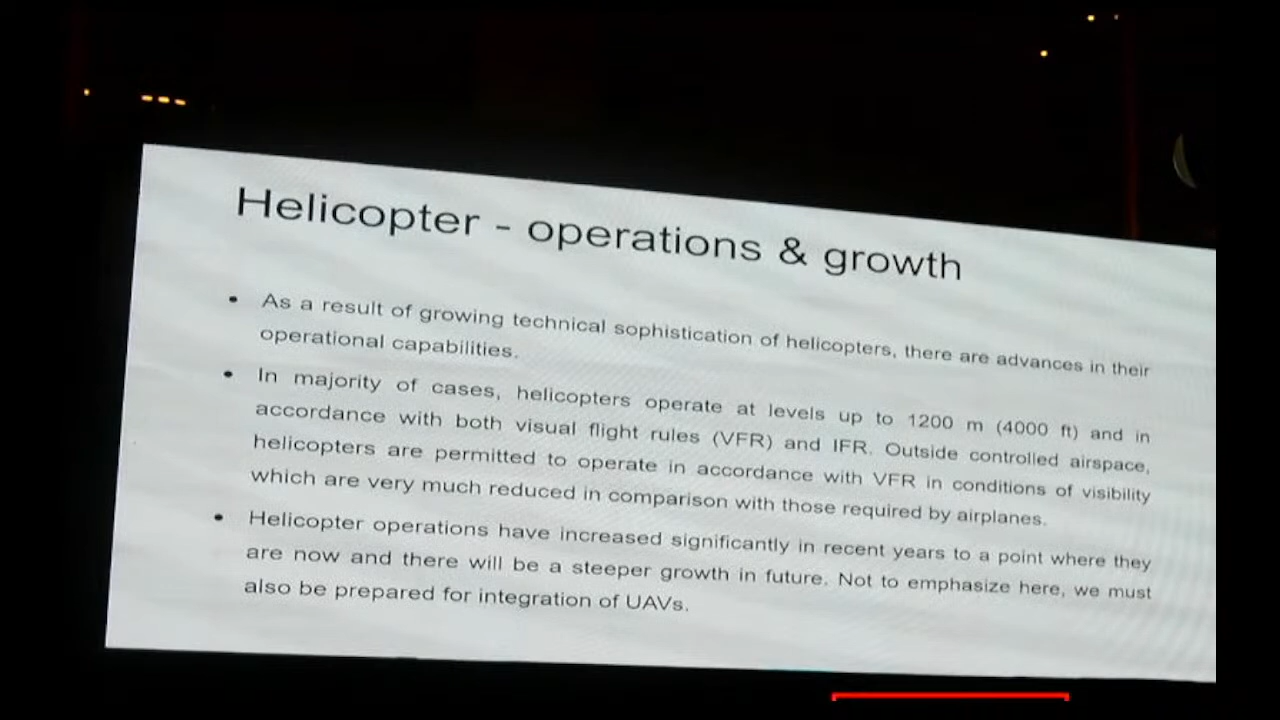 Helicopter - operations & growth
• As a result of growing technical sophistication of helicopters, there are advances in their
operational capabilities.
• In majority of cases, helicopters operate at levels up to 1200 m (4000 ft) and in
accordance with both visual flight rules (VFR) and IFR. Outside controlled airspace,
helicopters are permitted to operate in accordance with VFR in conditions of visibility
which are very much reduced in comparison with those required by airplanes.
• Helicopter operations have increased significantly in recent years to a point where they
are now and there will be a steeper growth in future. Not to emphasize here, we must
also be prepared for integration of UAVs.